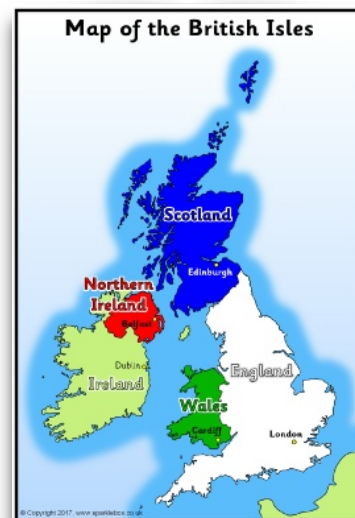 Map of the British Isles
Scotland
Edinburgh
Northern
Ireland
Belfast
Dublin
Ireland
England
Wales
Cardiff
London
© Copyright 2017, www.sparklebox.co.uk